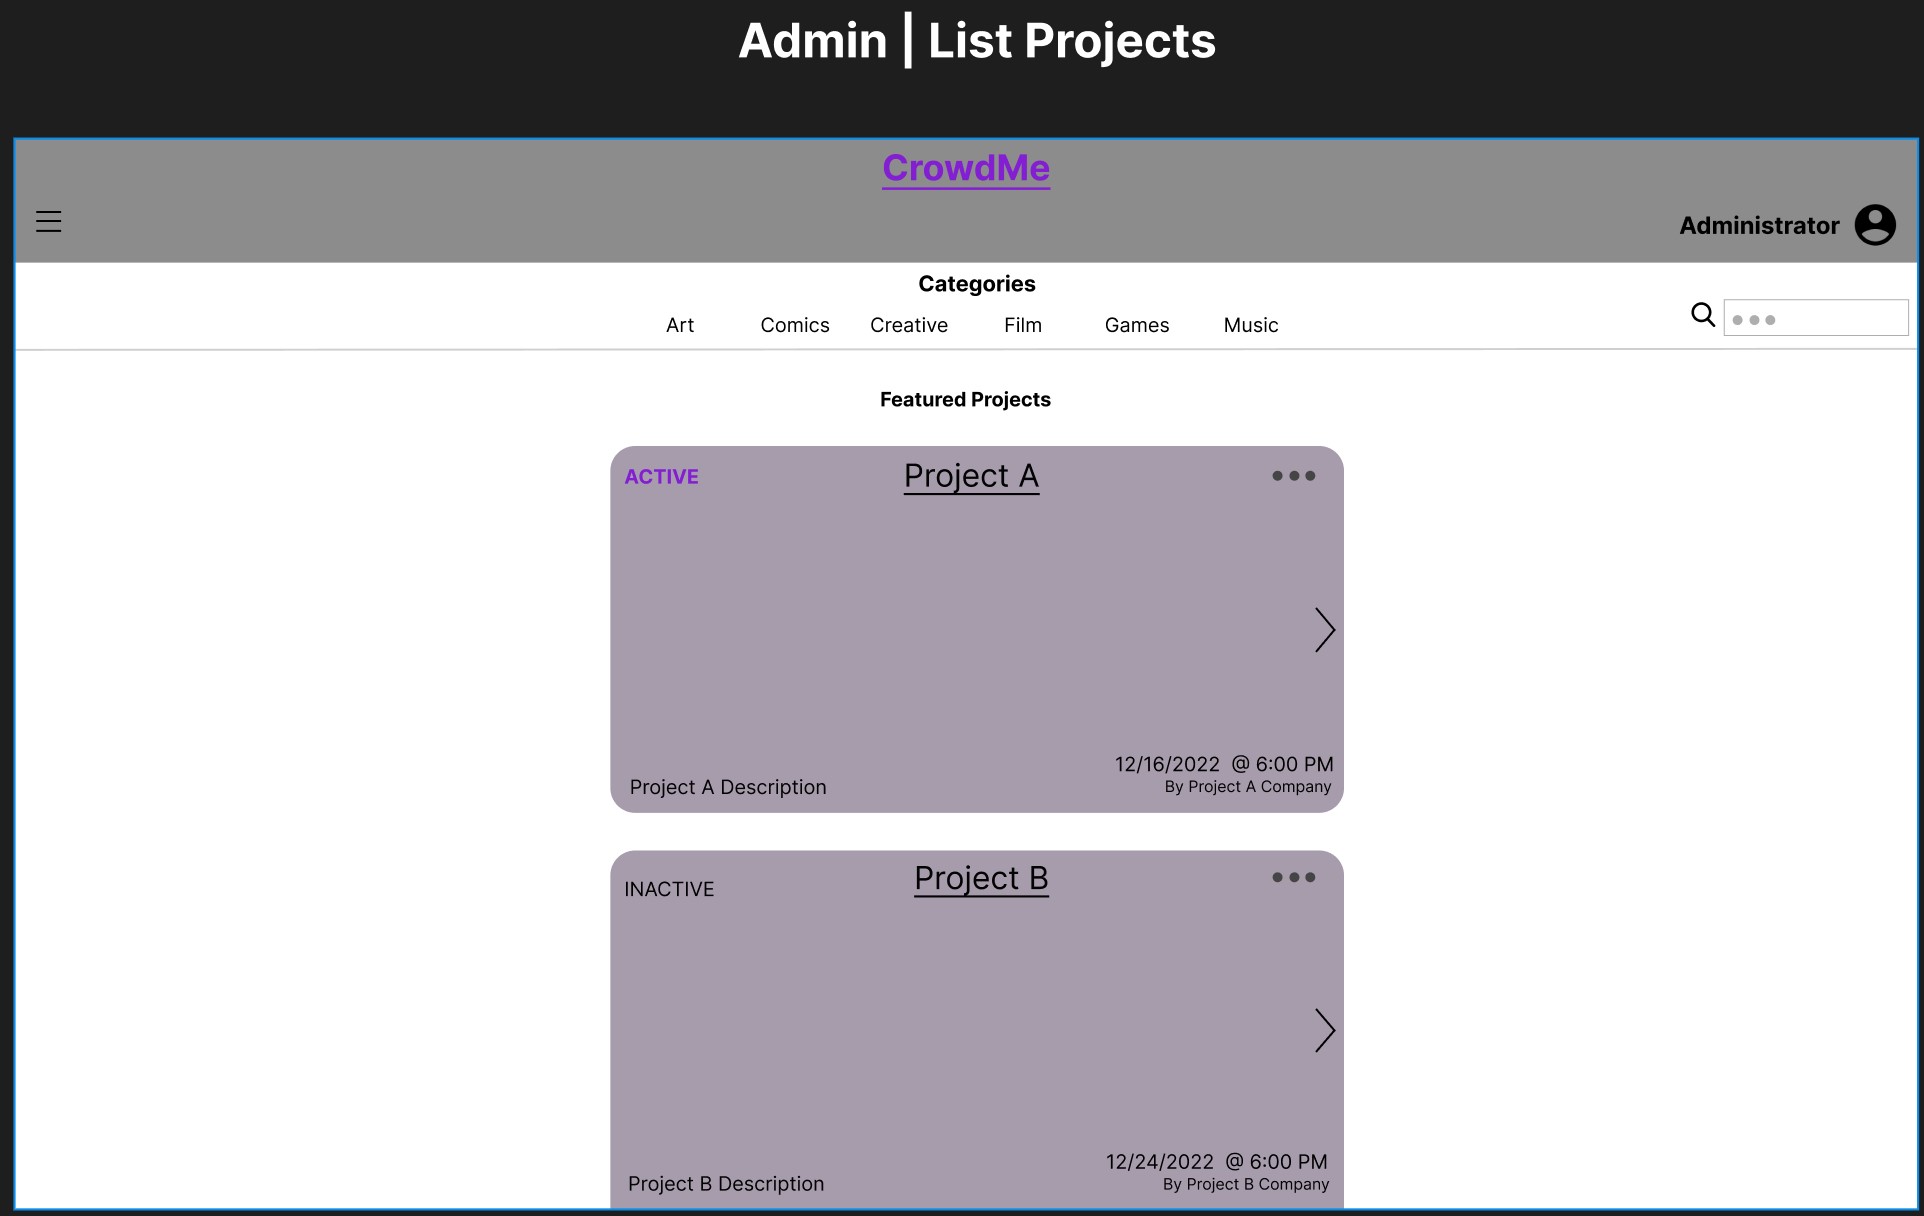 Admin | List Projects
CrowdMe
Administrator
Categories
Art Comics Creative Film Games Music
Featured Projects
ACTIVE
Project A
12/16/2022 @ 6:00 PM
Project A Description
By Project A Company
Project B
INACTIVE
12/24/2022 @ 6:00 PM
Project B Description
By Project B Company